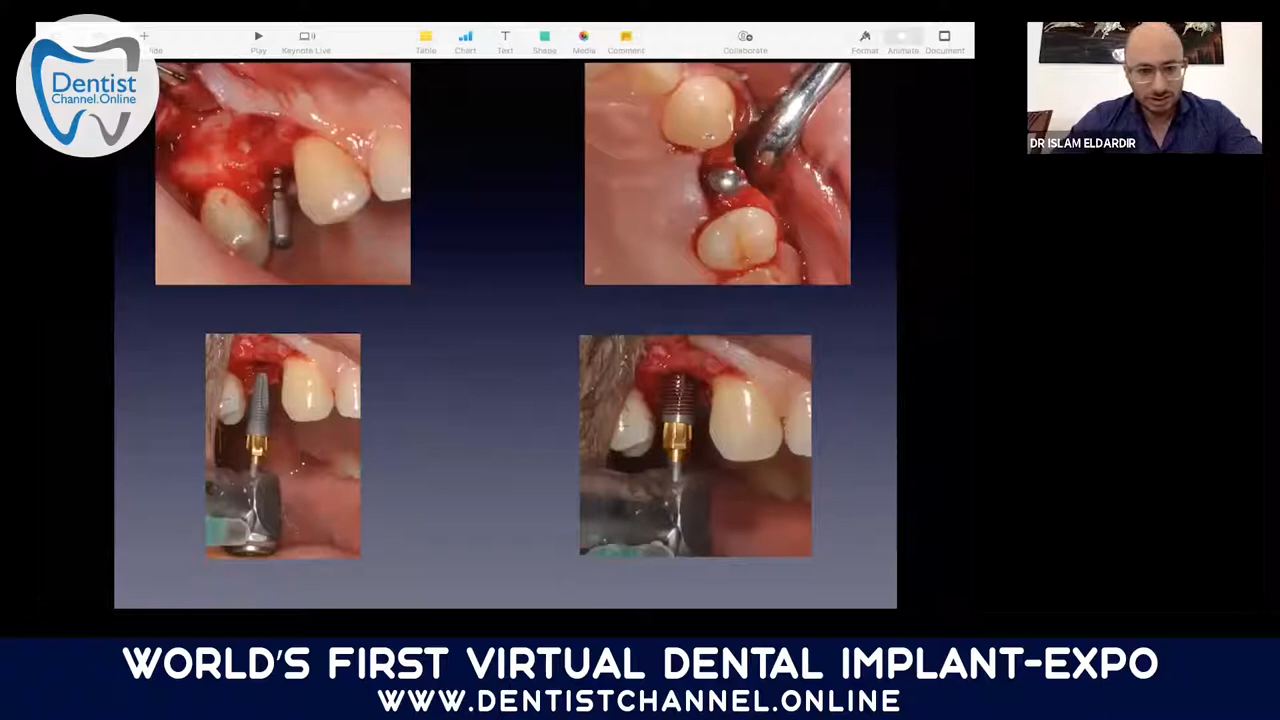 Dentist
Channel.Online
Play
Keynote Live
Table
Chart
Text
Shape
Media
Comment
Collaborate
Format
Animate
Document
DR ISLAM ELDARDIR
WORLD'S FIRST VIRTUAL DENTAL IMPLANT-EXPO
WWW.DENTISTCHANNEL.ONLINE